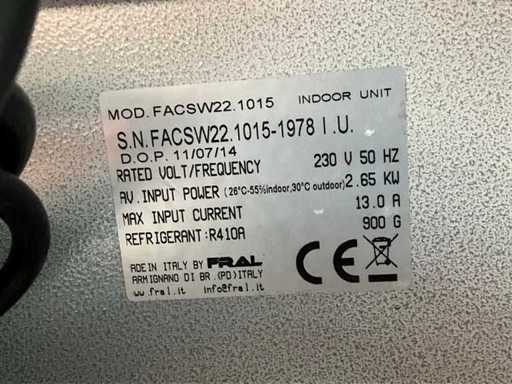 MOD.FACSW22.1015 INDOOR UNIT
S.N.FACSW22.1015-1978 I.U.
D.O.P. 11/07/14
RATED VOLT/FREQUENCY 230 V 50 HZ
AV.INPUT POWER (26°C-55%indoor,30°C outdoor) 2.65 KW
MAX INPUT CURRENT 13.0 A
REFRIGERANT:R410A 900 G
ADE IN ITALY BY FRAL
ARMIGNANO DI BR.(PD)ITALY
ww.fral.it info@fral.it
CE